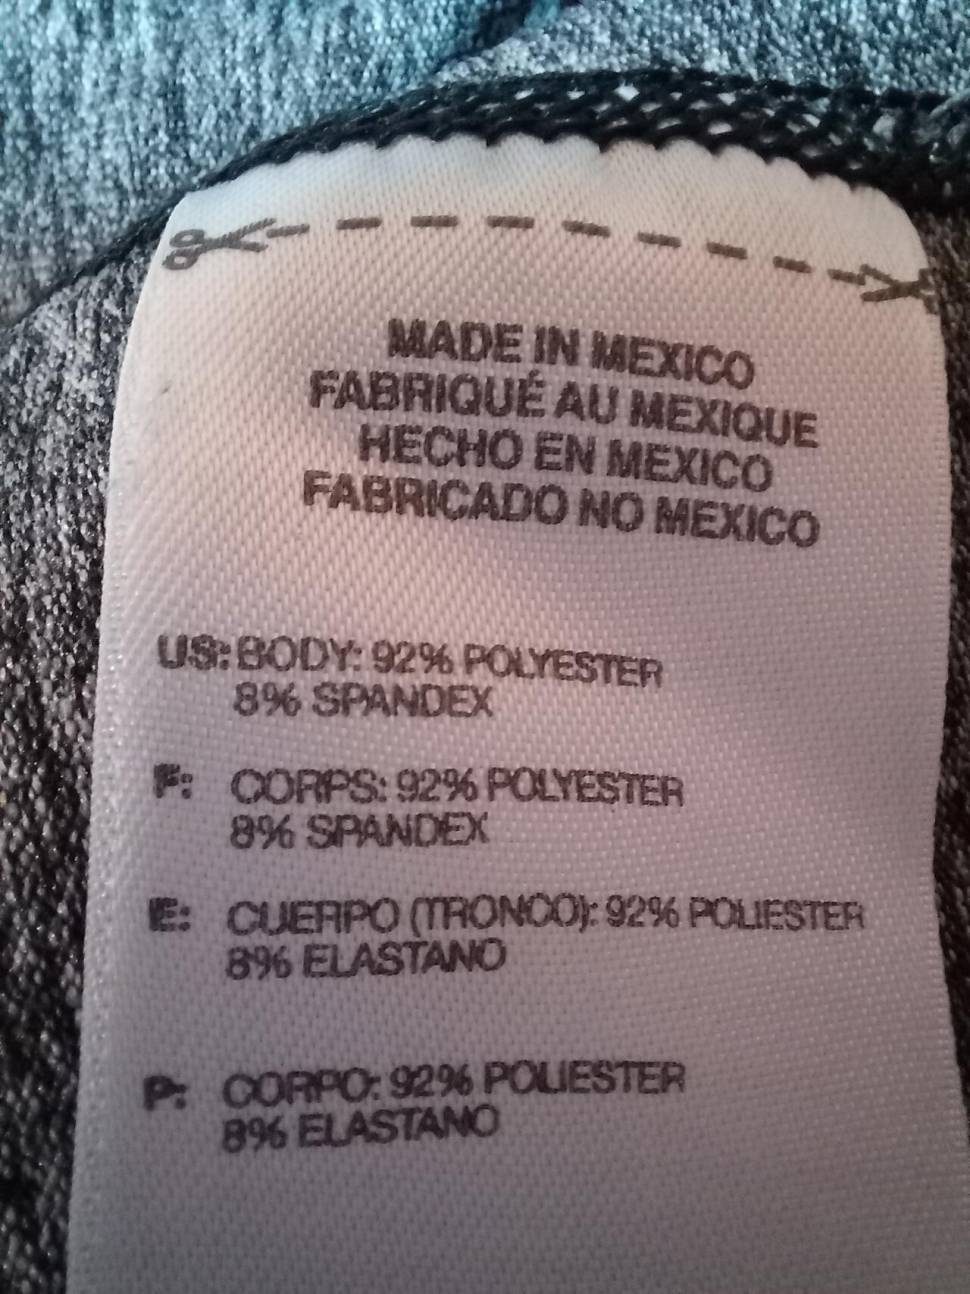 MADE IN MEXICO
FABRIQUÉ AU MEXIQUE
HECHO EN MEXICO
FABRICADO NO MEXICO
US: BODY: 92% POLYESTER
8% SPANDEX
F: CORPS: 92% POLYESTER
8% SPANDEX
E: CUERPO (TRONCO): 92% POLIESTER
8% ELASTANO
P: CORPO: 92% POLIESTER
8% ELASTANO